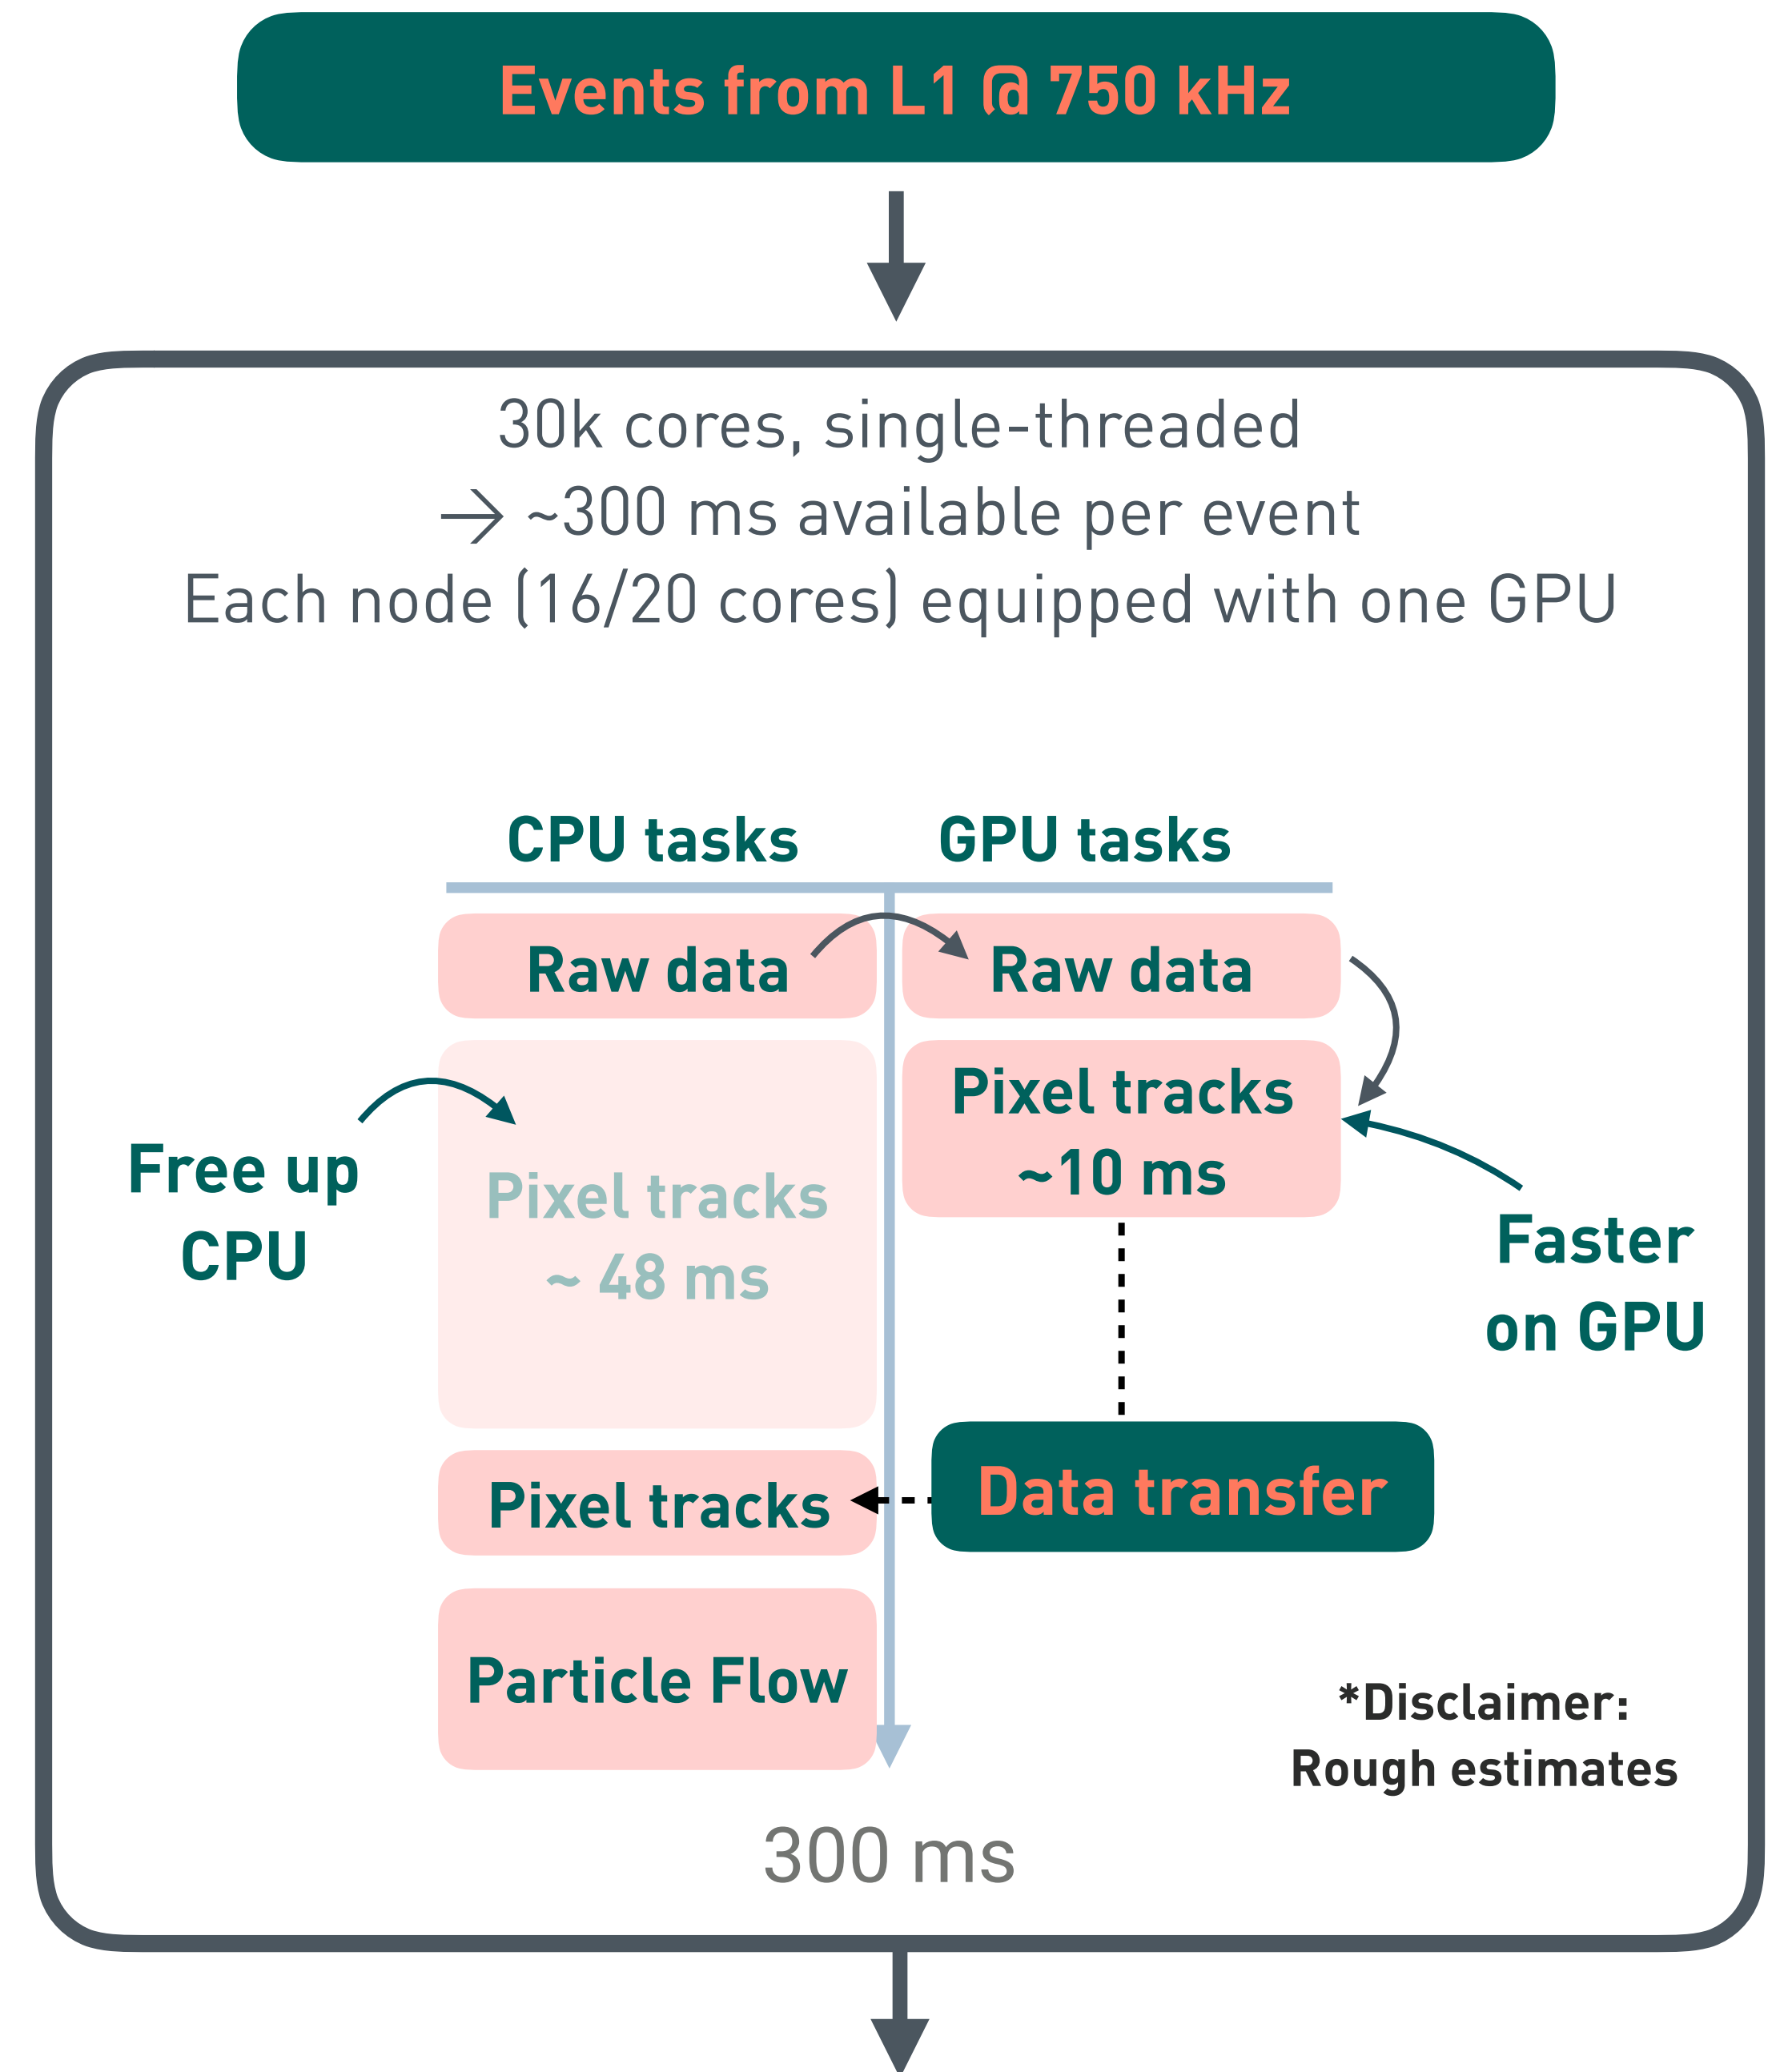 Events from L1 @ 750 kHz
30k cores, single-threaded
→ ~300 ms available per event
Each node (16/20 cores) equipped with one GPU
CPU tasks
GPU tasks
Raw data
Raw data
Pixel tracks
~10 ms
Free up
CPU
Pixel tracks
~ 48 ms
Faster
on GPU
Data transfer
Pixel tracks
Particle Flow
*Disclaimer:
Rough estimates
300 ms